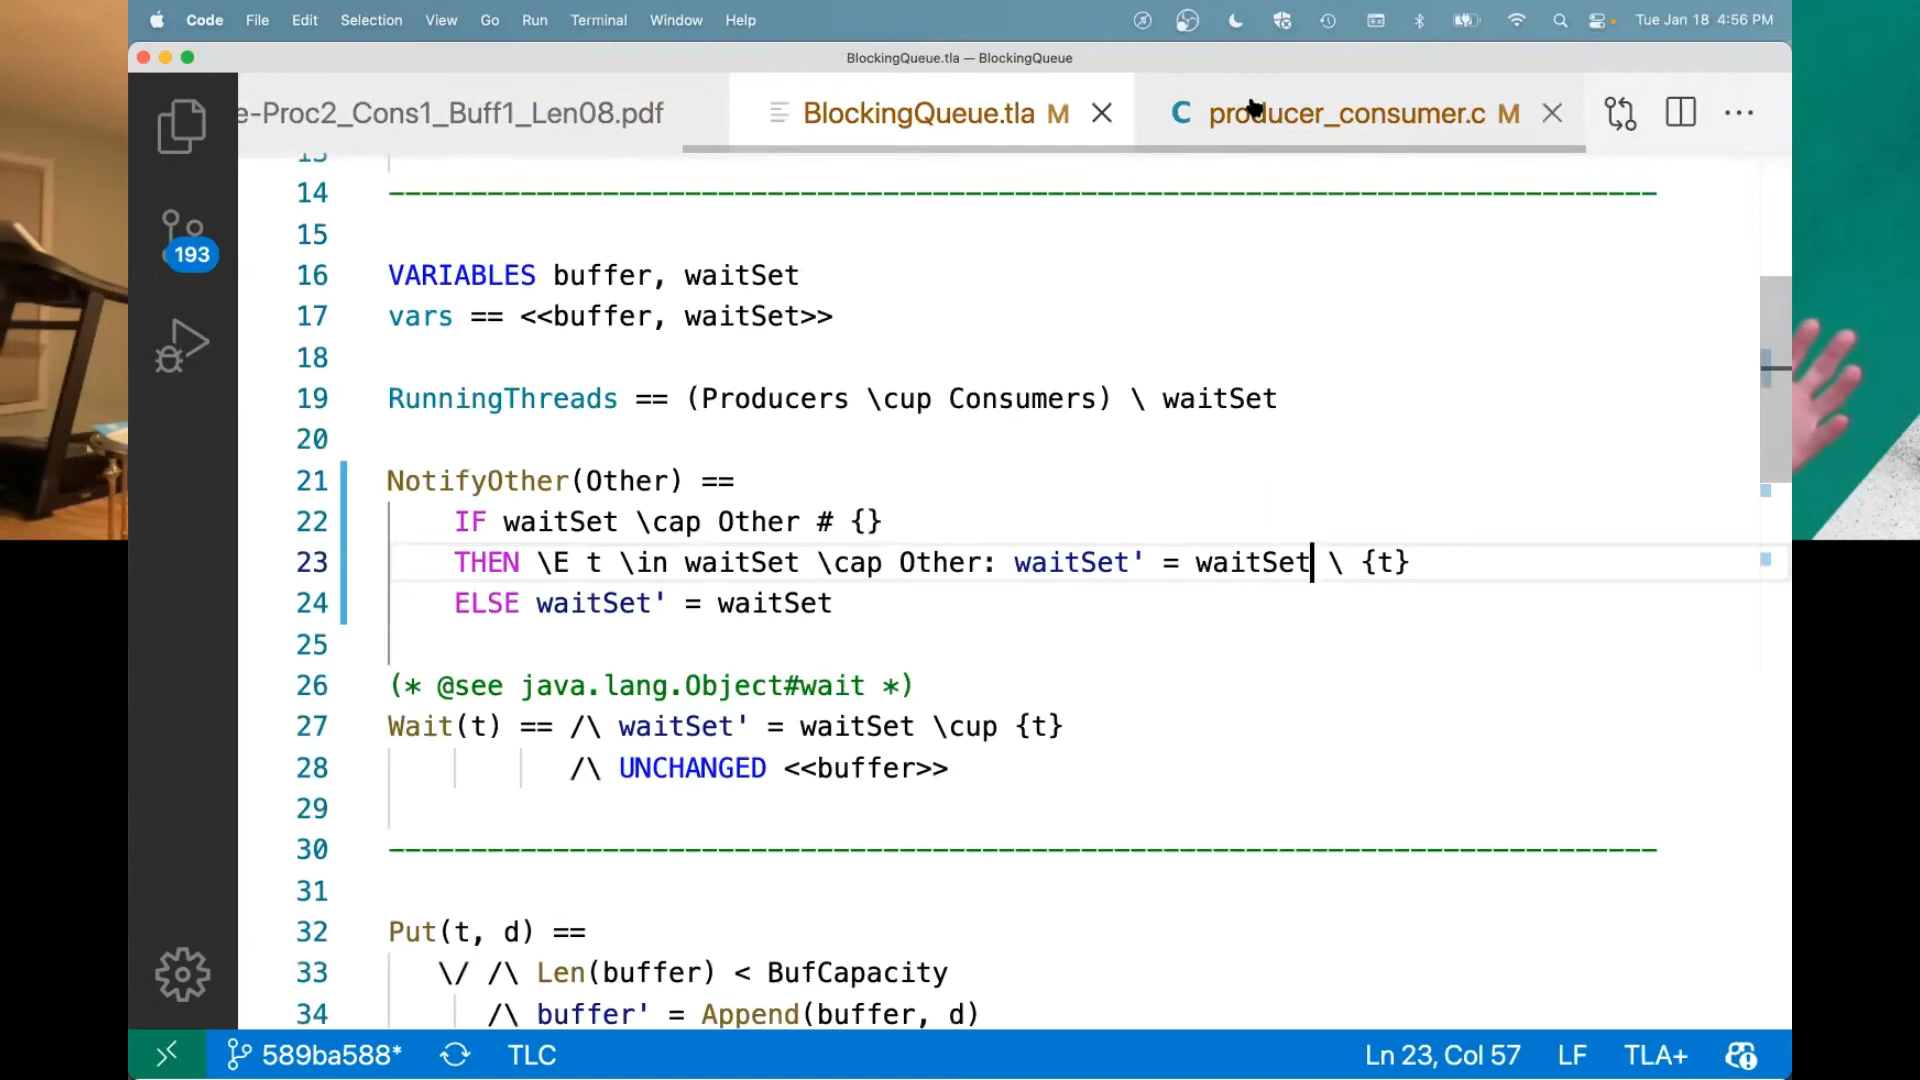 Code File Edit Selection View Go Run Terminal Window Help Tue Jan 18 4:56 PM
BlockingQueue.tla — BlockingQueue
e-Proc2_Cons1_Buff1_Len08.pdf BlockingQueue.tla M producer_consumer.c M
13
14 ------------------------------------------------------------------------------
15
16 VARIABLES buffer, waitSet
17 vars == <<buffer, waitSet>>
18
19 RunningThreads == (Producers \cup Consumers) \ waitSet
20
21 NotifyOther(Other) ==
22 IF waitSet \cap Other # {}
23 THEN \E t \in waitSet \cap Other: waitSet' = waitSet \ {t}
24 ELSE waitSet' = waitSet
25
26 (* @see java.lang.Object#wait *)
27 Wait(t) == /\ waitSet' = waitSet \cup {t}
28 /\ UNCHANGED <<buffer>>
29
30 ------------------------------------------------------------------------------
31
32 Put(t, d) ==
33 \/ /\ Len(buffer) < BufCapacity
34 /\ buffer' = Append(buffer, d)
193
589ba588* TLC Ln 23, Col 57 LF TLA+